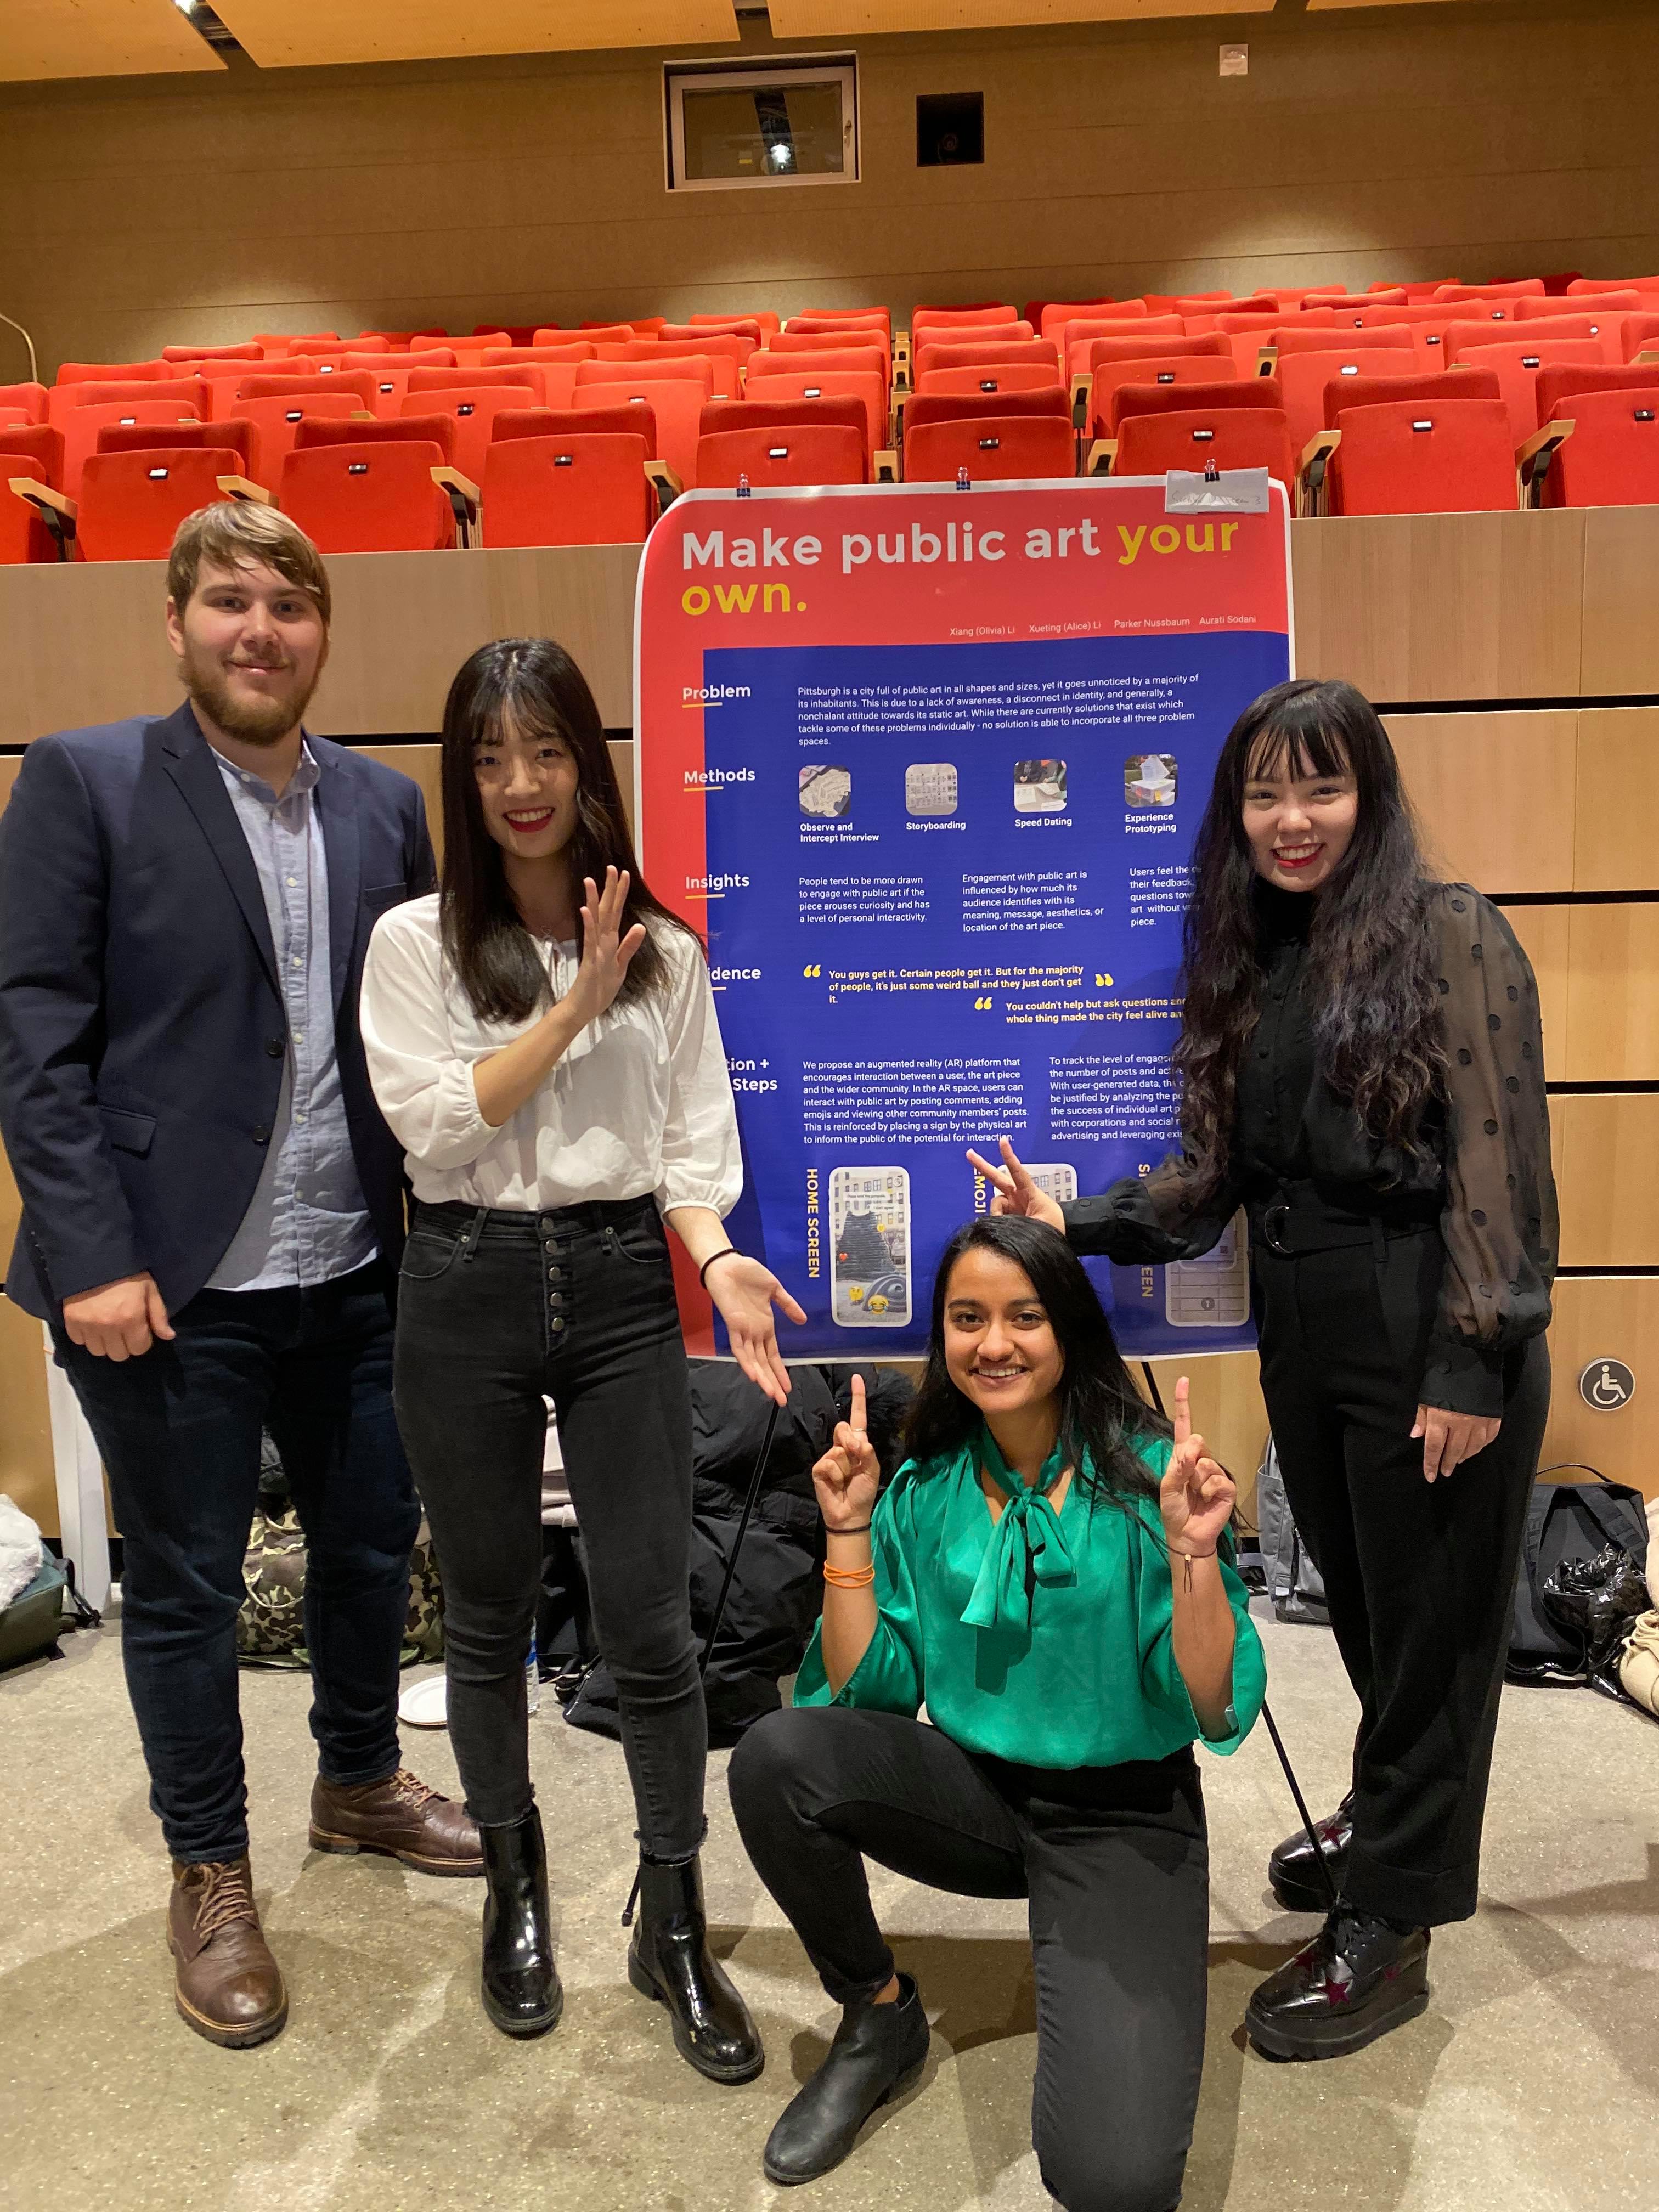 Make public art your
own.
Xiang (Olivia) Li Xueting (Alice) Li Parker Nussbaum Aurati Sodani
Problem
Pittsburgh is a city full of public art in all shapes and sizes, yet it goes unnoticed by a majority of
its inhabitants. This is due to a lack of awareness, a disconnect in identity, and generally, a
nonchalant attitude towards its static art. While there are currently solutions that exist which
tackle some of these problems individually - no solution is able to incorporate all three problem
spaces.
Methods
Observe and
Intercept Interview
Storyboarding
Speed Dating
Experience
Prototyping
Insights
People tend to be more drawn
to engage with public art if the
piece arouses curiosity and has
a level of personal interactivity.
Engagement with public art is
influenced by how much its
audience identifies with its
meaning, message, aesthetics, or
location of the art piece.
Users feel the
their feedback,
questions
art without
piece.
idence
“ You guys get it. Certain people get it. But for the majority
of people, it's just some weird ball and they just don't get
it. ”
“ You couldn't help but ask questions and
whole thing made the city feel alive
tion +
Steps
We propose an augmented reality (AR) platform that
encourages interaction between a user, the art piece
and the wider community. In the AR space, users can
interact with public art by posting comments, adding
emojis and viewing other community members' posts.
This is reinforced by placing a sign by the physical art
to inform the public of the potential for interaction.
To track the level of
the number of posts and
With user-generated data, the
be justified by analyzing the
the success of individual art
with corporations and social
advertising and leveraging
HOME SCREEN
EMOJI
EEN